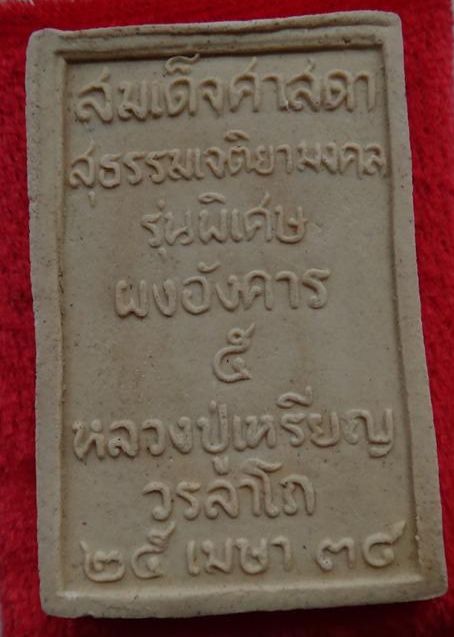 สมเด็จศาสดา
สุธรรมเจติยามงคล
รุ่นพิเศษ
ผงอังคาร
๕
หลวงปู่เหรียญ
วรลาโภ
๒๕ เมษา ๓๙